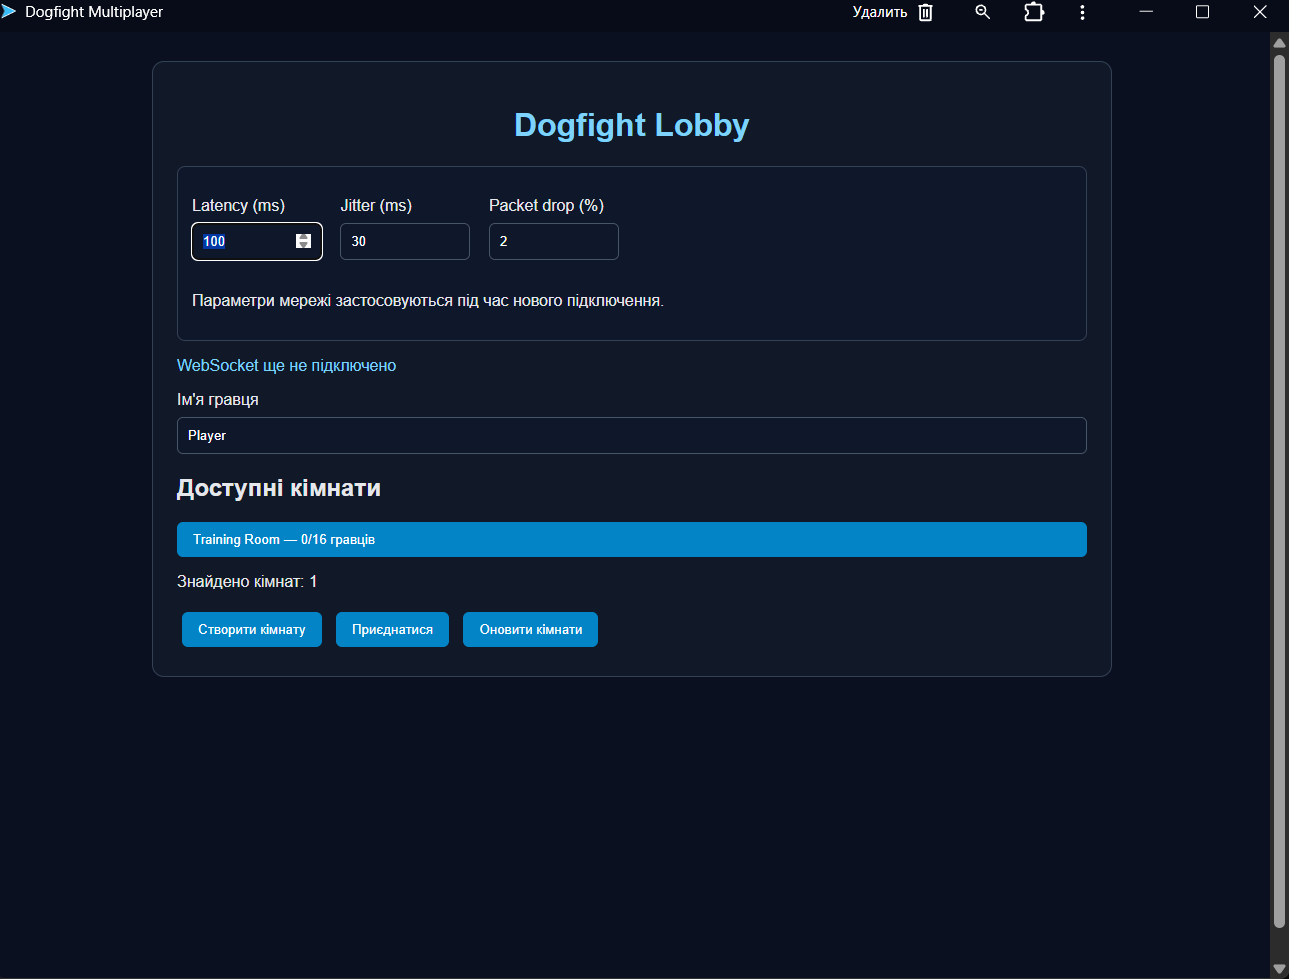 Dogfight Multiplayer
Удалить
Dogfight Lobby
Latency (ms) Jitter (ms) Packet drop (%)
100 30 2
Параметри мережі застосовуються під час нового підключення.
WebSocket ще не підключено
Ім'я гравця
Player
Доступні кімнати
Training Room — 0/16 гравців
Знайдено кімнат: 1
Створити кімнату Приєднатися Оновити кімнати